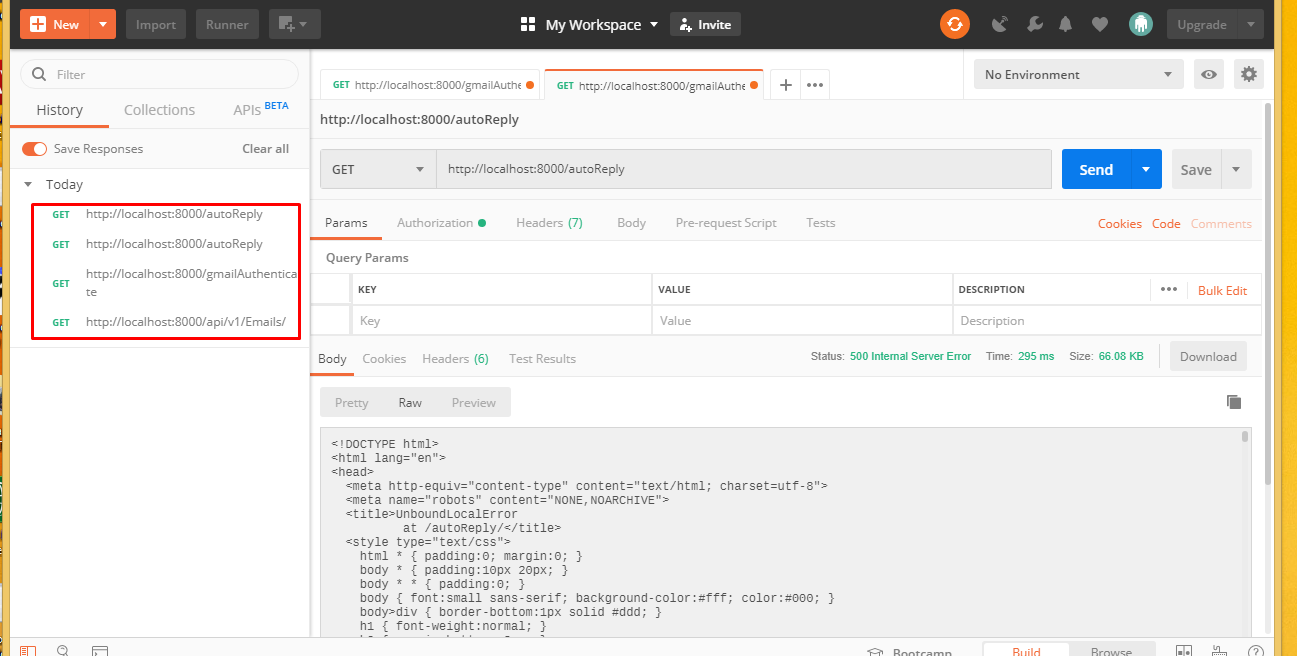 New
Import
Runner
My Workspace
Invite
Upgrade
Filter
History
Collections
APIs BETA
Save Responses
Clear all
Today
GET http://localhost:8000/autoReply
GET http://localhost:8000/autoReply
GET http://localhost:8000/gmailAuthentica
te
GET http://localhost:8000/api/v1/Emails/
GET http://localhost:8000/gmailAuthe
GET http://localhost:8000/gmailAuthe
No Environment
http://localhost:8000/autoReply
GET http://localhost:8000/autoReply
Send
Save
Params
Authorization
Headers (7)
Body
Pre-request Script
Tests
Cookies
Code
Comments
Query Params
KEY
VALUE
DESCRIPTION
Bulk Edit
Key
Value
Description
Body
Cookies
Headers (6)
Test Results
Status: 500 Internal Server Error
Time: 295 ms
Size: 66.08 KB
Download
Pretty
Raw
Preview
<!DOCTYPE html>
<html lang="en">
<head>
  <meta http-equiv="content-type" content="text/html; charset=utf-8">
  <meta name="robots" content="NONE,NOARCHIVE">
  <title>UnboundLocalError
          at /autoReply/</title>
  <style type="text/css">
    html * { padding:0; margin:0; }
    body * { padding:10px 20px; }
    body * * { padding:0; }
    body { font:small sans-serif; background-color:#fff; color:#000; }
    body>div { border-bottom:1px solid #ddd; }
    h1 { font-weight:normal; }
Bootcamp
Build
Browse